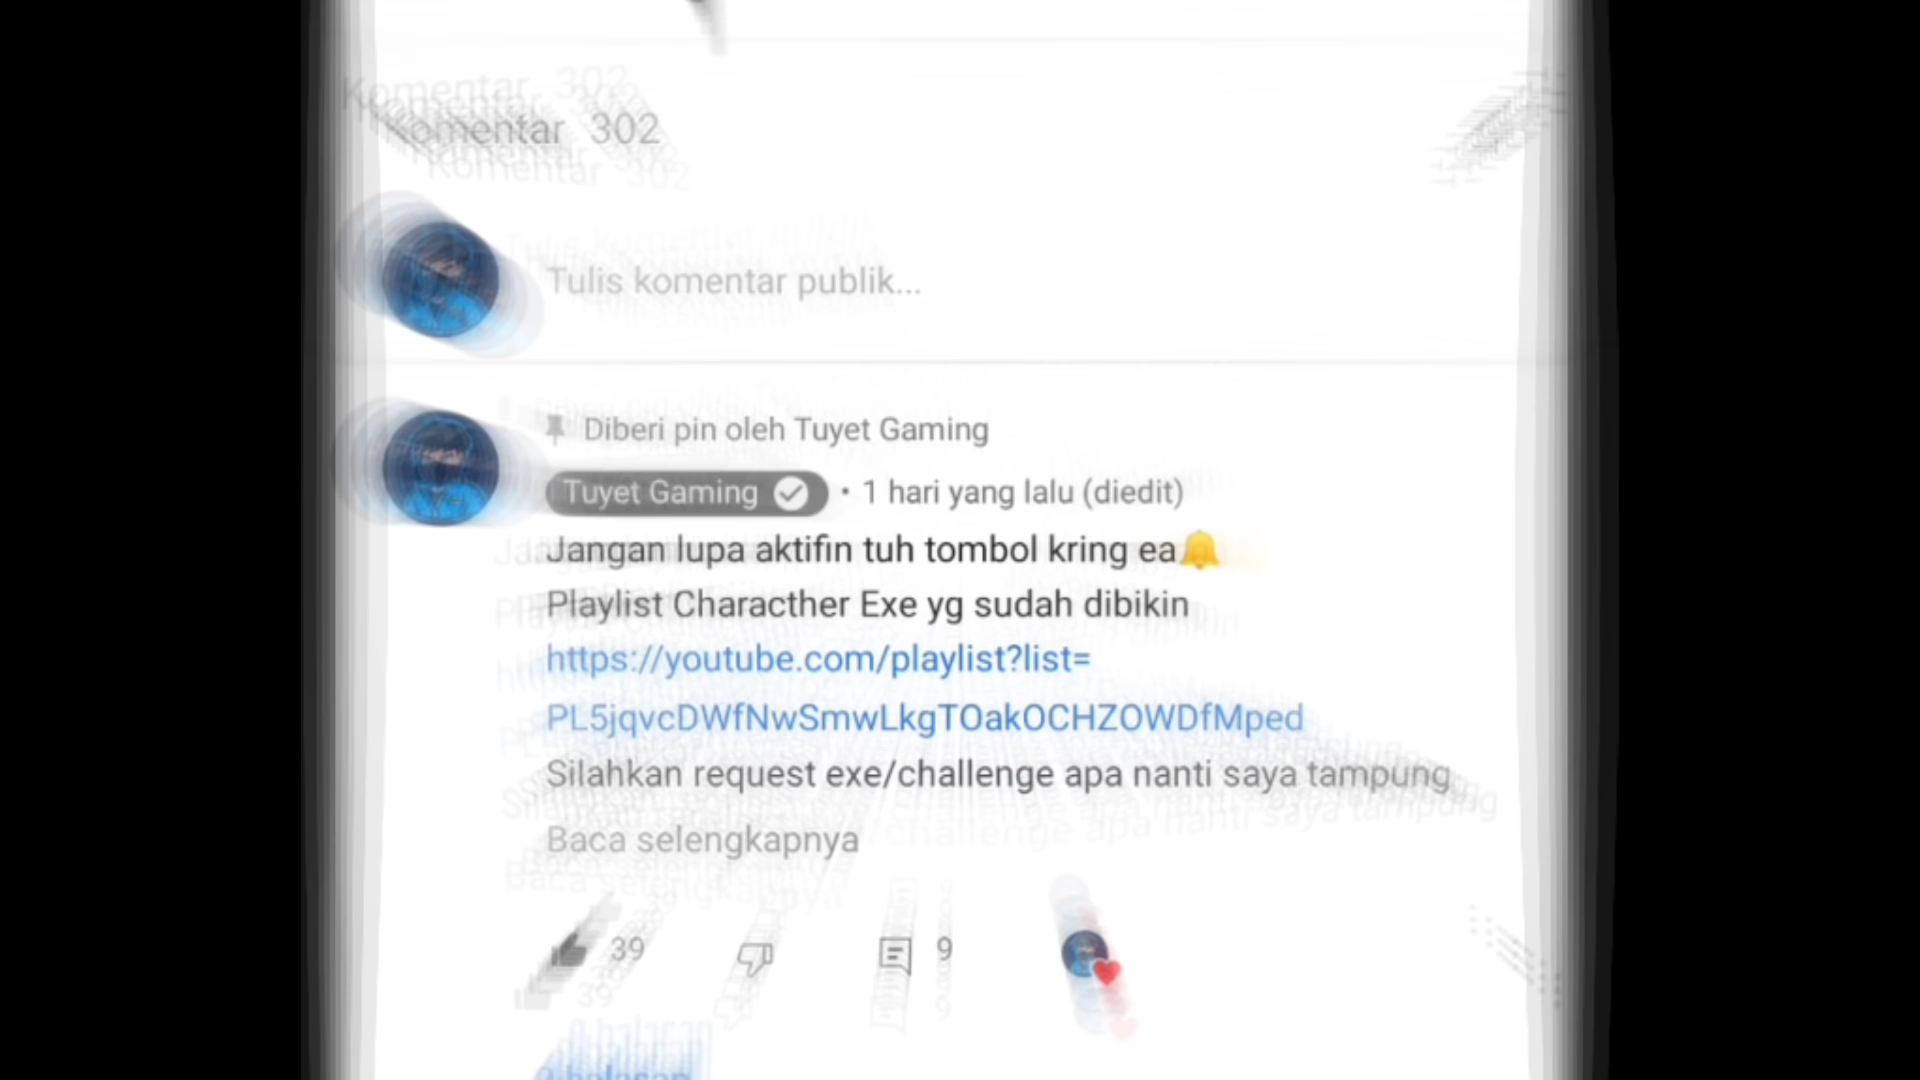 Komentar 302
Tulis komentar publik...
Diberi pin oleh Tuyet Gaming
Tuyet Gaming • 1 hari yang lalu (diedit)
Jangan lupa aktifin tuh tombol kring ea🔔
Playlist Characther Exe yg sudah dibikin
https://youtube.com/playlist?list=
PL5jqvcDWfNwSmwLkgTOakOCHZOWDfMped
Silahkan request exe/challenge apa nanti saya tampung
Baca selengkapnya
39 9
9 balasan